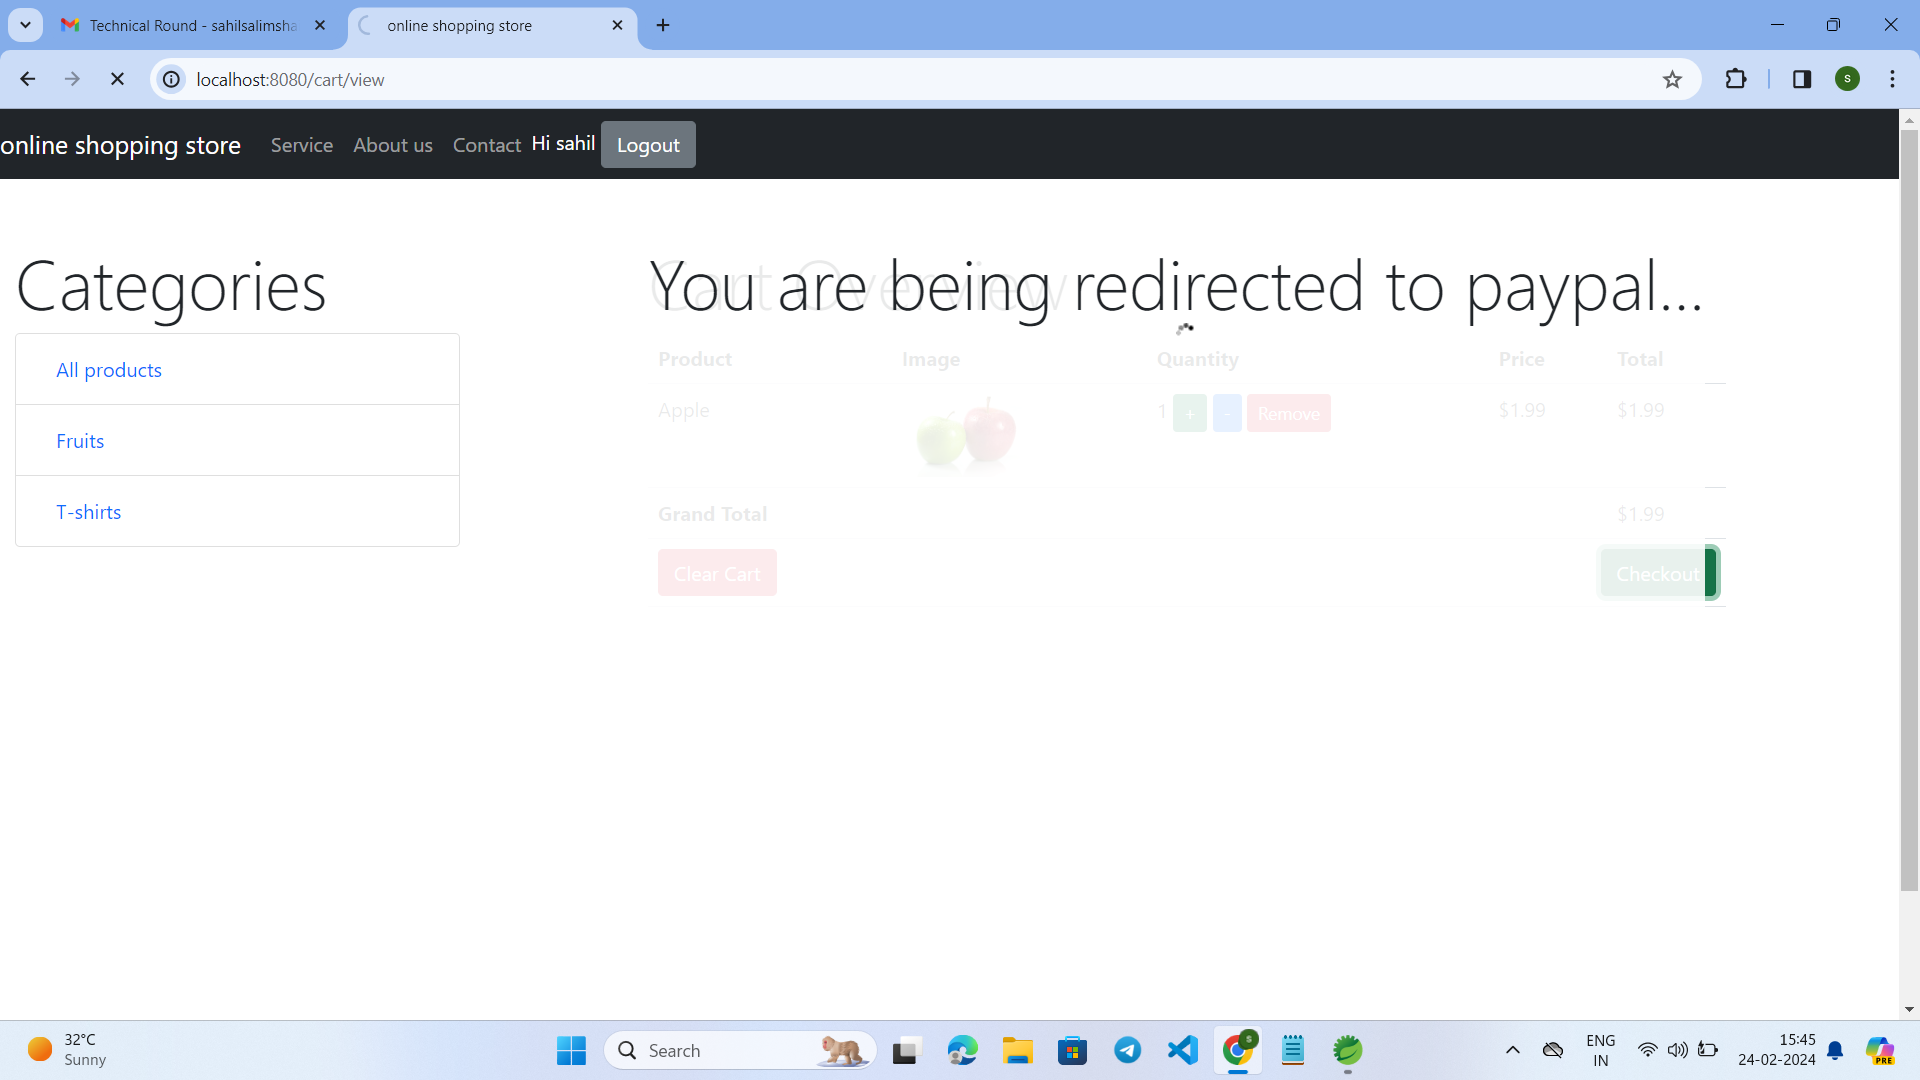 Technical Round - sahilsalimsha
online shopping store
localhost:8080/cart/view
online shopping store Service About us Contact Hi sahil Logout
Categories
All products
Fruits
T-shirts
Cart Overview
You are being redirected to paypal...
Product Image Quantity Price Total
Apple 1 + - Remove $1.99 $1.99
Grand Total $1.99
Clear Cart Checkout
32°C
Sunny
Search
ENG
IN
15:45
24-02-2024
PRE
S
S